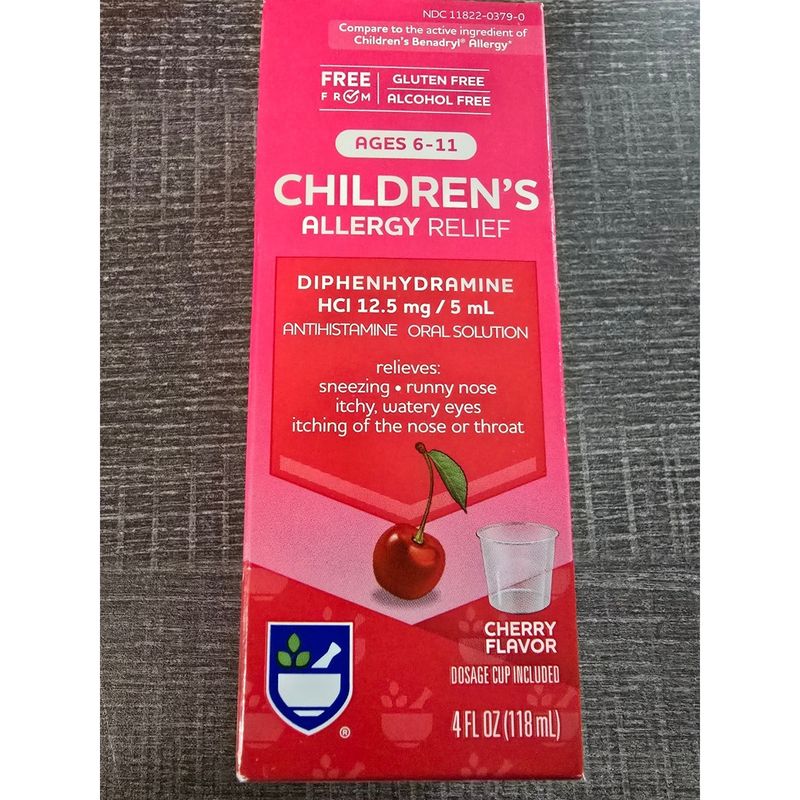 NDC 11822-0379-0
Compare to the active ingredient of
Children's Benadryl® Allergy*
FREE
FROM
GLUTEN FREE
ALCOHOL FREE
AGES 6-11
CHILDREN'S
ALLERGY RELIEF
DIPHENHYDRAMINE
HCl 12.5 mg / 5 mL
ANTIHISTAMINE ORAL SOLUTION
relieves:
sneezing • runny nose
itchy, watery eyes
itching of the nose or throat
CHERRY
FLAVOR
DOSAGE CUP INCLUDED
®
4 FL OZ (118 mL)